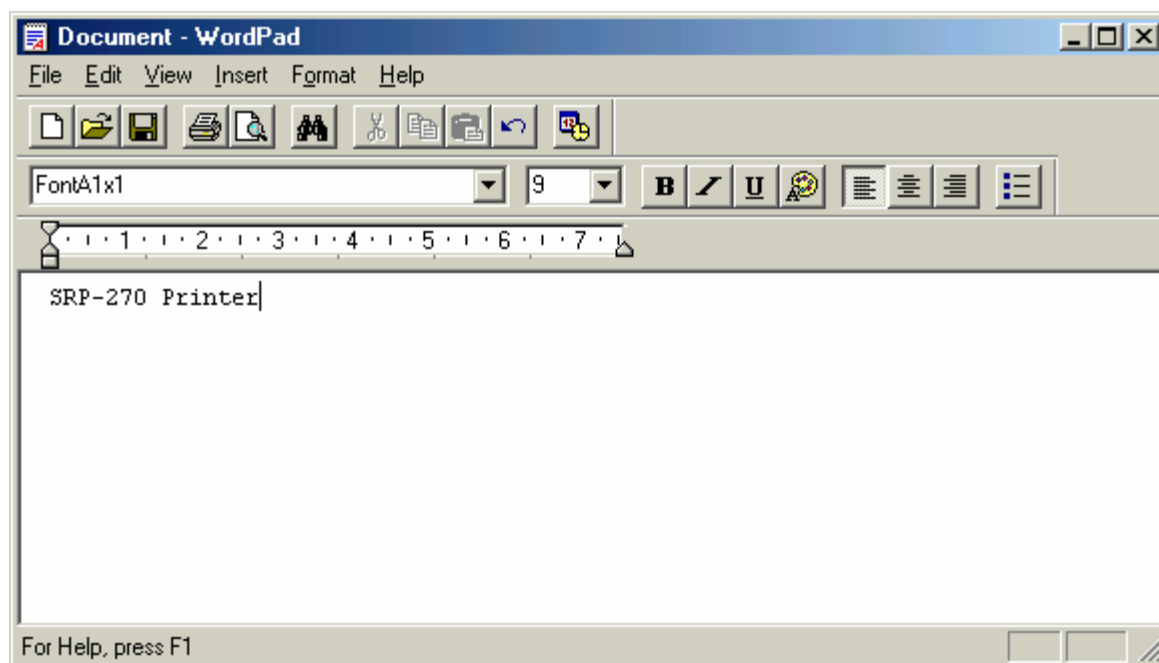 Document - WordPad
File Edit View Insert Format Help
FontA1x1 9 B I U
1 2 3 4 5 6 7
SRP-270 Printer
For Help, press F1